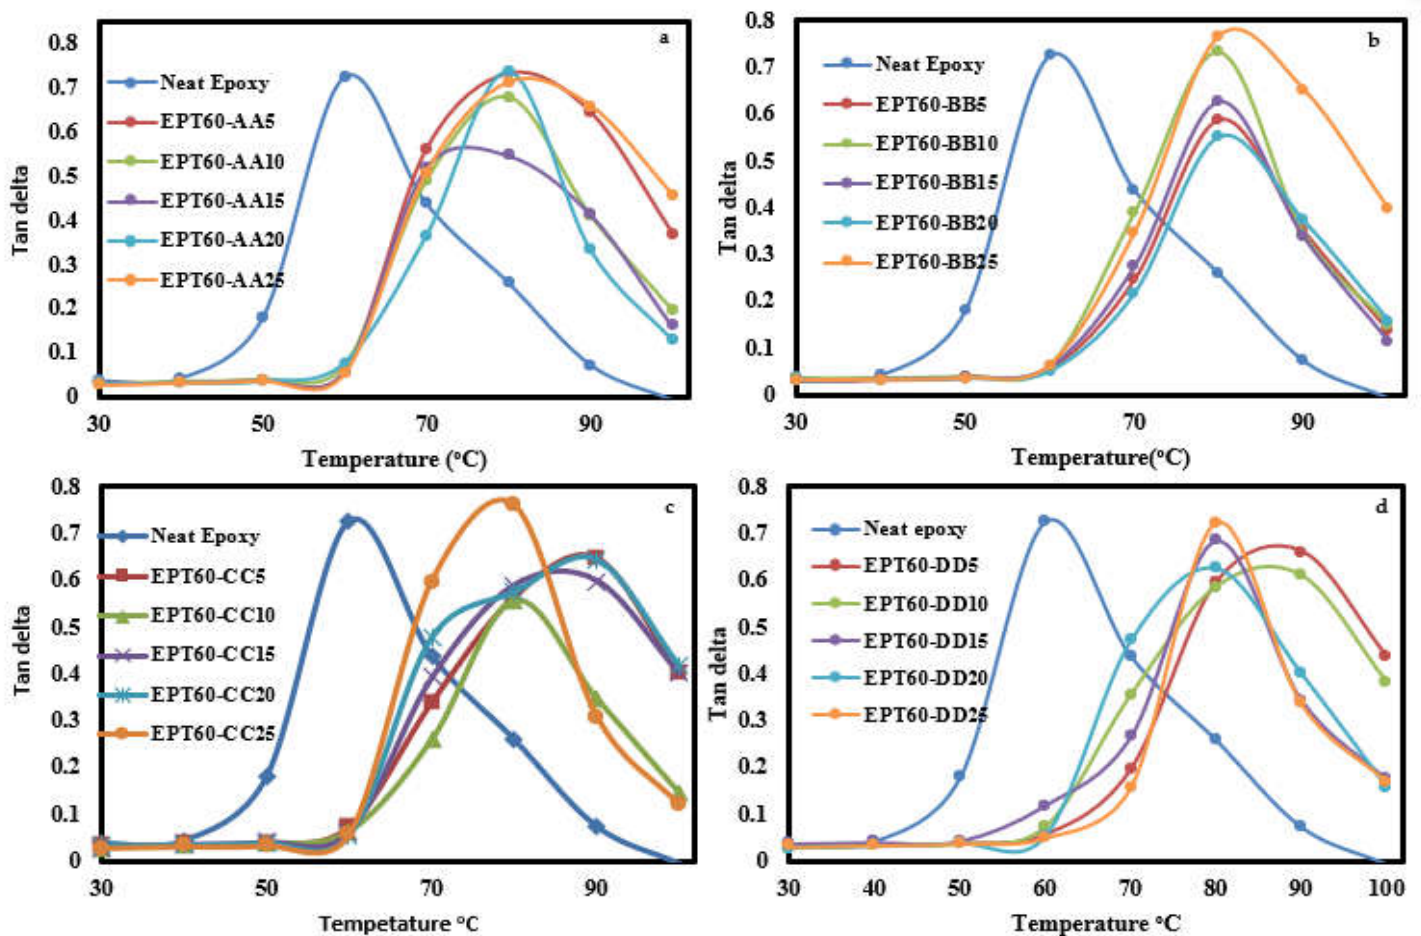 a
0.8
0.7
0.6
0.5
0.4
0.3
0.2
0.1
0
Tan delta
Neat Epoxy
EPT60-AA5
EPT60-AA10
EPT60-AA15
EPT60-AA20
EPT60-AA25
30
50
70
90
Temperature (°C)
b
0.8
0.7
0.6
0.5
0.4
0.3
0.2
0.1
0
Tan delta
Neat Epoxy
EPT60-BB5
EPT60-BB10
EPT60-BB15
EPT60-BB20
EPT60-BB25
30
50
70
90
Temperature(°C)
c
0.8
0.7
0.6
0.5
0.4
0.3
0.2
0.1
0
Tan delta
Neat Epoxy
EPT60-CC5
EPT60-CC10
EPT60-CC15
EPT60-CC20
EPT60-CC25
30
50
70
90
Tempetature °C
d
0.8
0.7
0.6
0.5
0.4
0.3
0.2
0.1
0
Tan delta
Neat epoxy
EPT60-DD5
EPT60-DD10
EPT60-DD15
EPT60-DD20
EPT60-DD25
30
40
50
60
70
80
90
100
Temperature °C